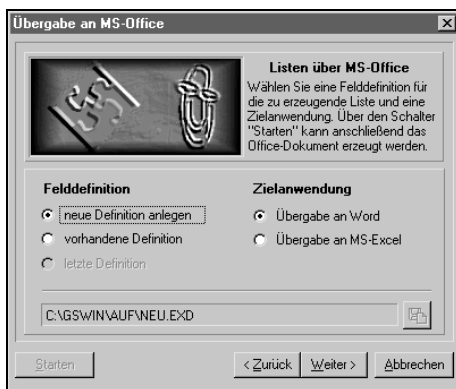 Übergabe an MS-Office
Listen über MS-Office
Wählen Sie eine Felddefinition für
die zu erzeugende Liste und eine
Zielanwendung. Über den Schalter
"Starten" kann anschließend das
Office-Dokument erzeugt werden.
Felddefinition
neue Definition anlegen
vorhandene Definition
letzte Definition
Zielanwendung
Übergabe an Word
Übergabe an MS-Excel
C:\GSWIN\AUF\NEU.EXD
Starten
< Zurück
Weiter >
Abbrechen